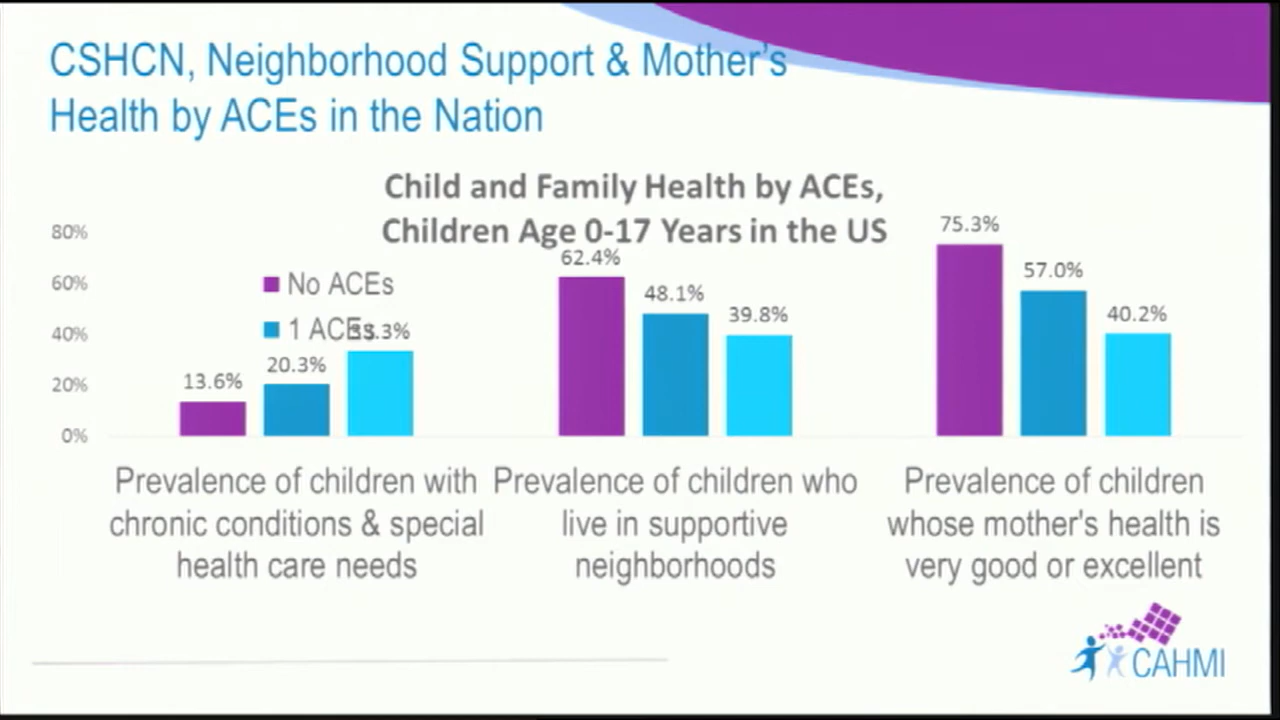 CSHCN, Neighborhood Support & Mother's
Health by ACEs in the Nation
Child and Family Health by ACEs,
Children Age 0-17 Years in the US
80%
60%
40%
20%
0%
No ACEs
1 ACEs
13.6%
20.3%
33.3%
62.4%
48.1%
39.8%
75.3%
57.0%
40.2%
Prevalence of children with
chronic conditions & special
health care needs
Prevalence of children who
live in supportive
neighborhoods
Prevalence of children
whose mother's health is
very good or excellent
CAHMI